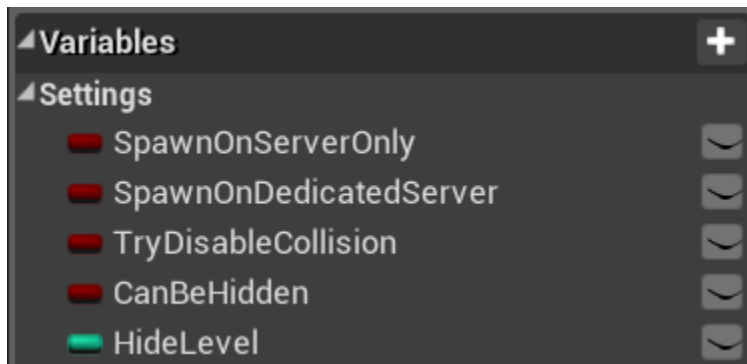 Variables
Settings
SpawnOnServerOnly
SpawnOnDedicatedServer
TryDisableCollision
CanBeHidden
HideLevel